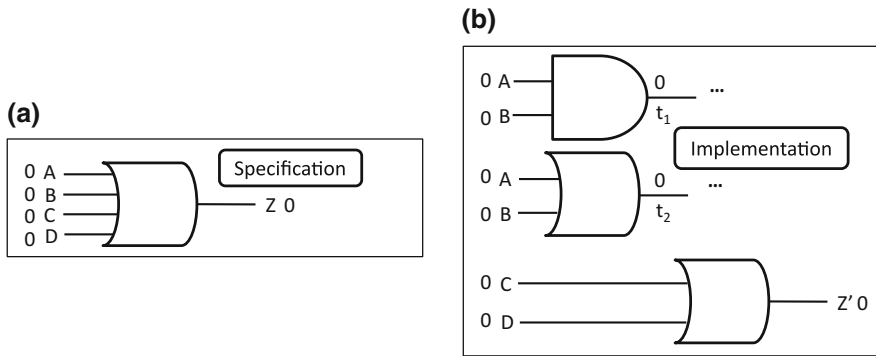 (a)
0 A
0 B
0 C
0 D
Specification
Z 0
(b)
0 A
0 B
0
t1
...
Implementation
0 A
0 B
0
t2
...
0 C
0 D
Z' 0